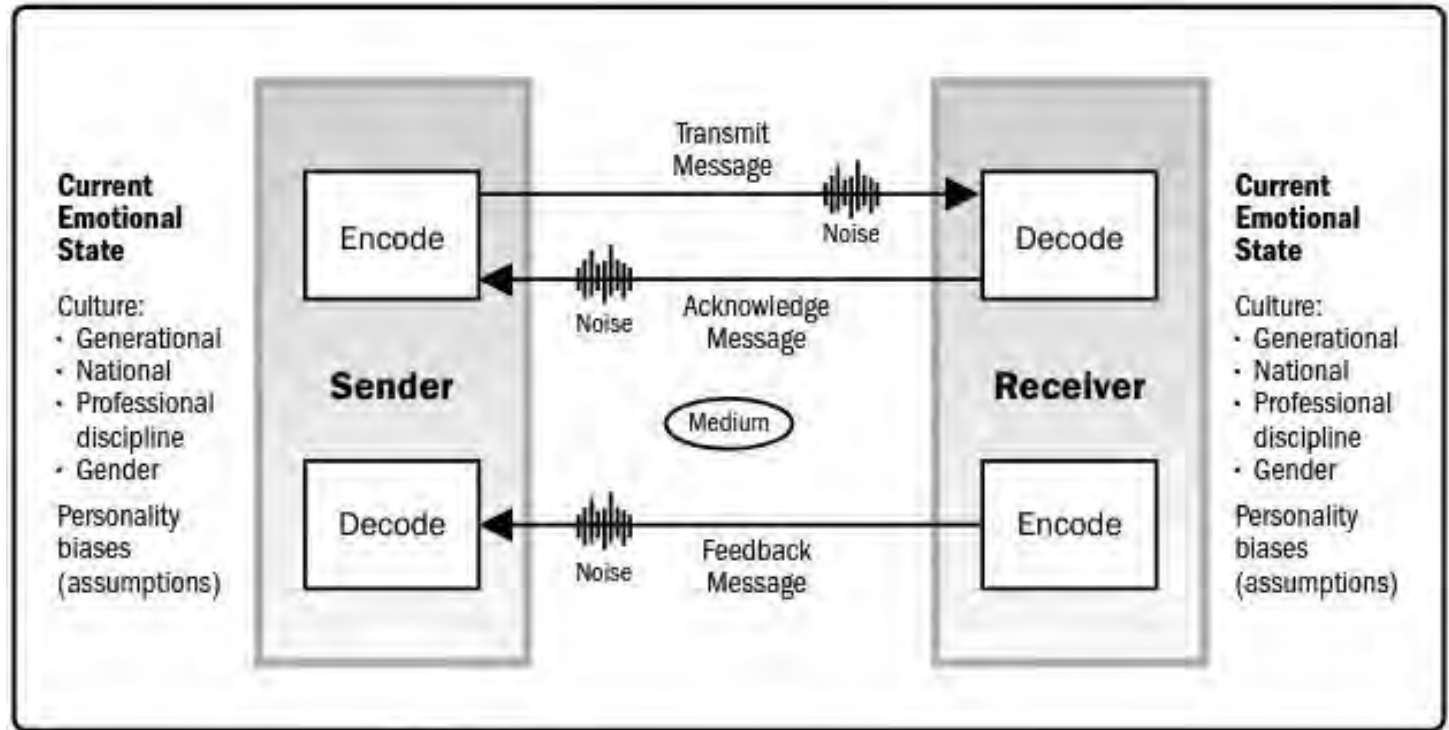 Current
Emotional
State
Culture:
· Generational
· National
· Professional
discipline
· Gender
Personality
biases
(assumptions)
Encode
Sender
Decode
Transmit
Message
Noise
Noise
Acknowledge
Message
Medium
Noise
Feedback
Message
Decode
Receiver
Encode
Current
Emotional
State
Culture:
· Generational
· National
· Professional
discipline
· Gender
Personality
biases
(assumptions)